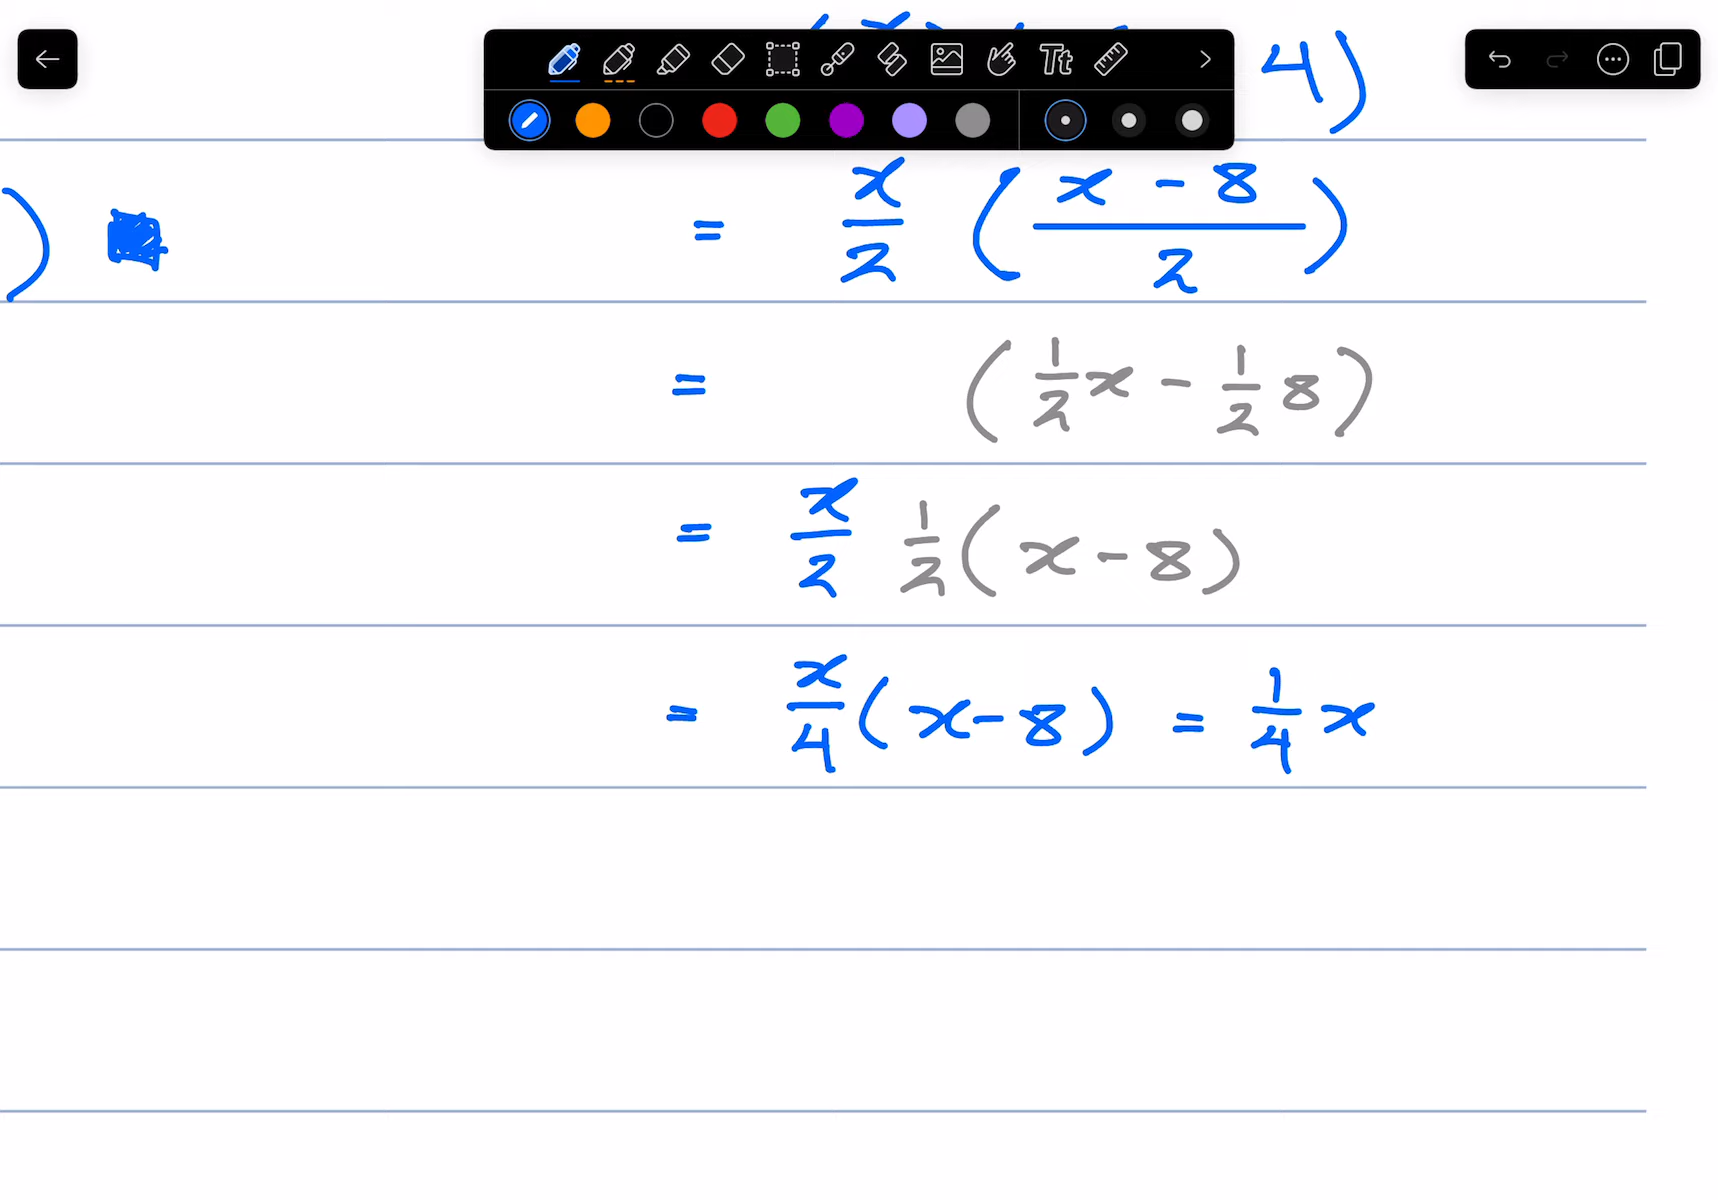 4)
) = x/2 ( (x - 8)/2 )
= ( 1/2 x - 1/2 8 )
= x/2 1/2 ( x - 8 )
= x/4 ( x - 8 ) = 1/4 x